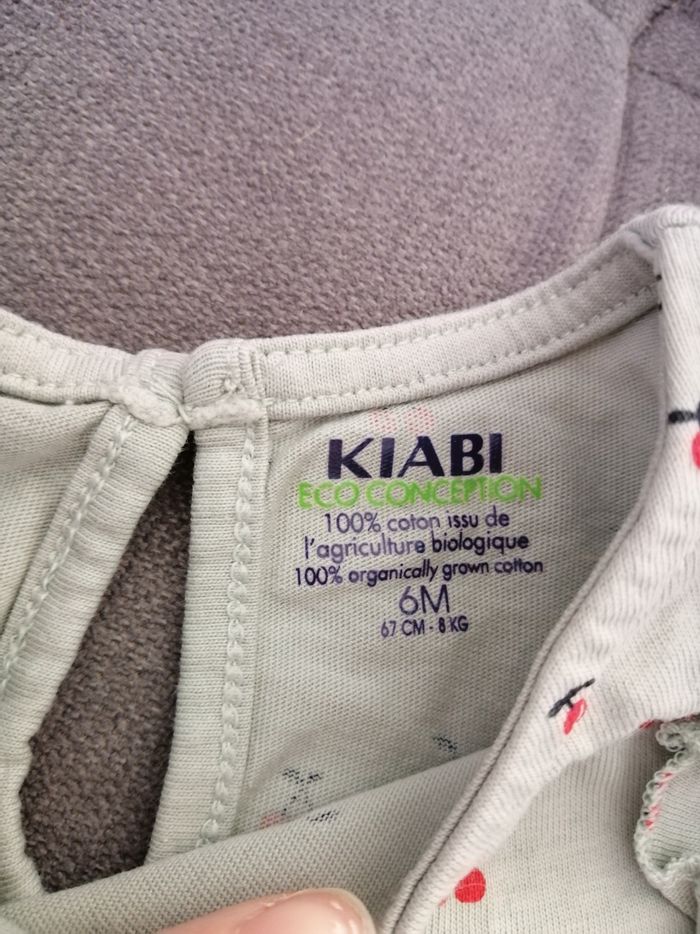 KIABI
ECO CONCEPTION
100% coton issu de
l'agriculture biologique
100% organically grown cotton
6M
67 CM - 8 KG